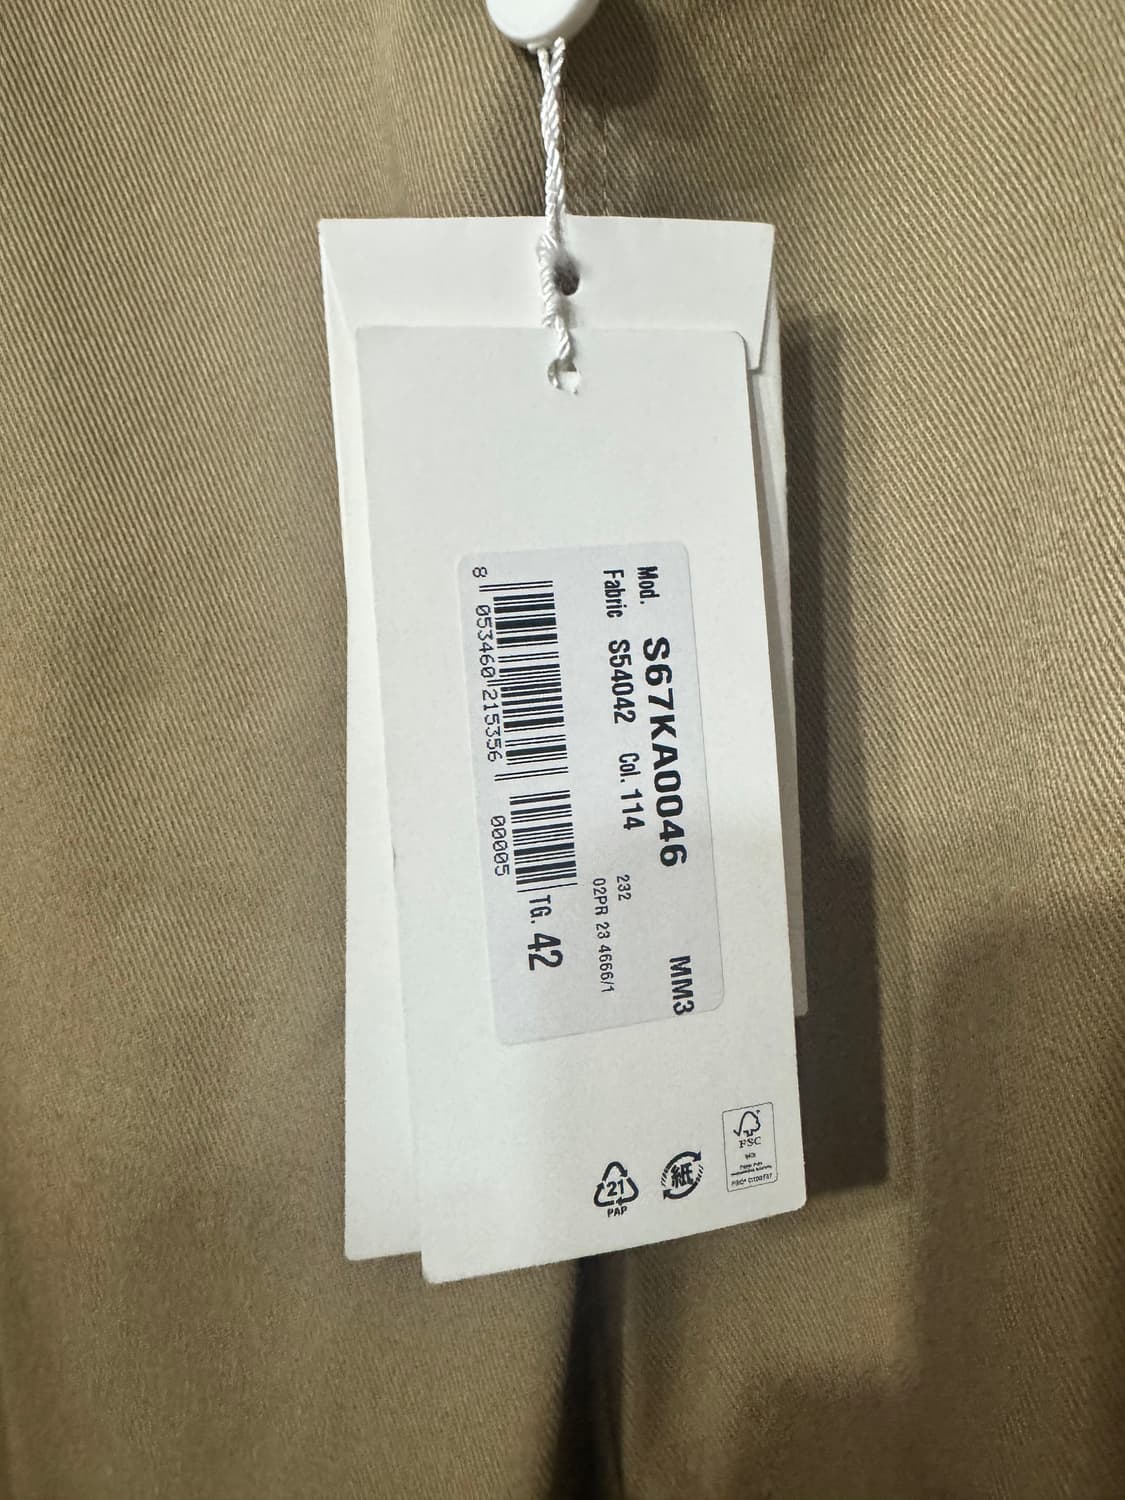 Mod. S67KA0046 MM3
Fabric S54042 Col. 114 232
02PR 23 4666/1
8 053460 215356 00005
TG. 42
21
PAP
紙
FSC